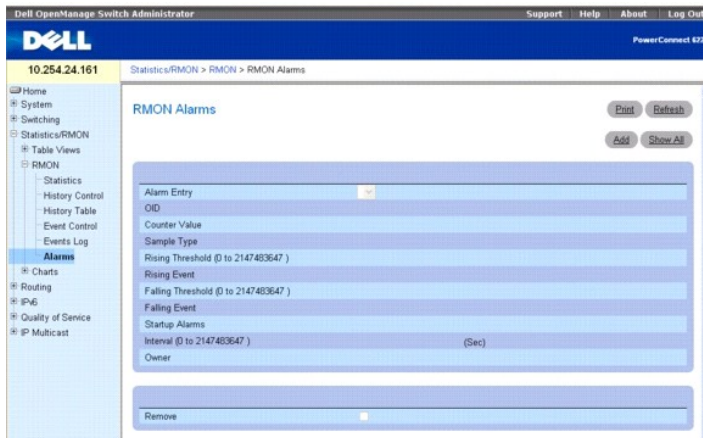 Dell OpenManage Switch Administrator
Support Help About Log Out
DELL
PowerConnect 622
10.254.24.161
Statistics/RMON > RMON > RMON Alarms
Home
System
Switching
Statistics/RMON
Table Views
RMON
Statistics
History Control
History Table
Event Control
Events Log
Alarms
Charts
Routing
IPv6
Quality of Service
IP Multicast
RMON Alarms
Print Refresh
Add Show All
Alarm Entry
OID
Counter Value
Sample Type
Rising Threshold (0 to 2147483647 )
Rising Event
Falling Threshold (0 to 2147483647 )
Falling Event
Startup Alarms
Interval (0 to 2147483647 ) (Sec)
Owner
Remove